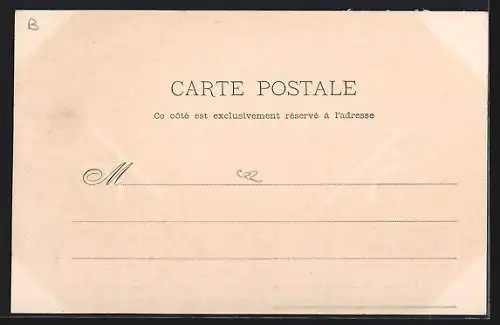 B
CARTE POSTALE
Ce côté est exclusivement réservé à l'adresse
M